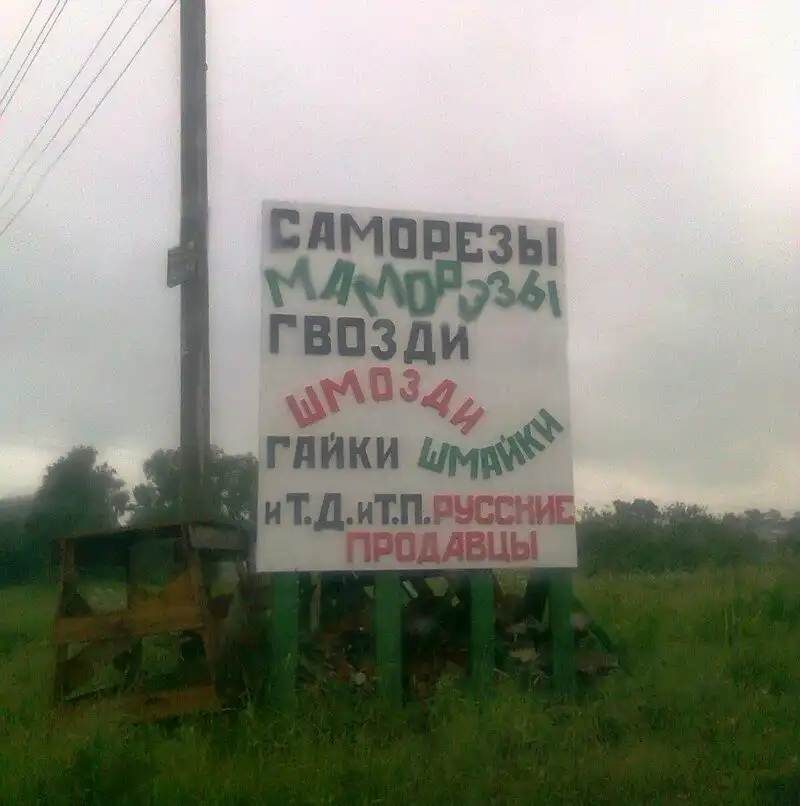 САМОРЕЗЫ
МАМОРЭЗЫ
ГВОЗДИ
ШМОЗДИ
ГАЙКИ ШМАЙКИ
и Т.Д. и Т.П. РУССКИЕ
ПРОДАВЦЫ